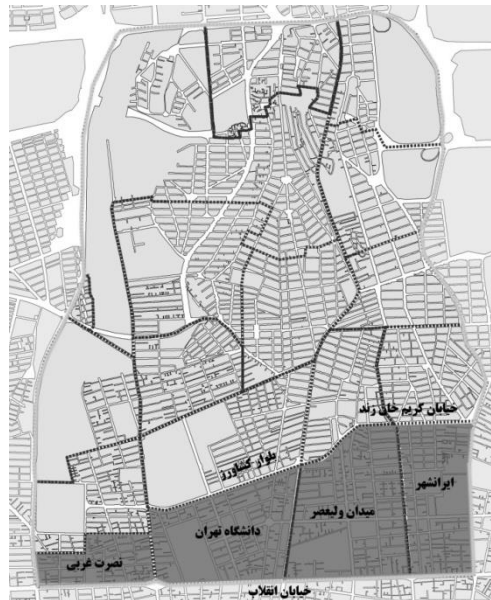 خیابان کریم خان زند
بلوار کشاورز
ایرانشهر
میدان ولیعصر
دانشگاه تهران
نصرت غربی
خیابان انقلاب